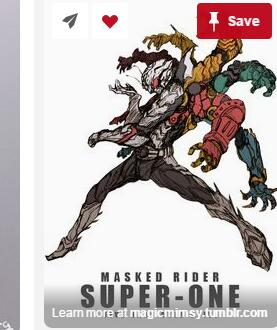 Save
MASKED RIDER
SUPER-ONE
Learn more at magicmimsy.tumblr.com